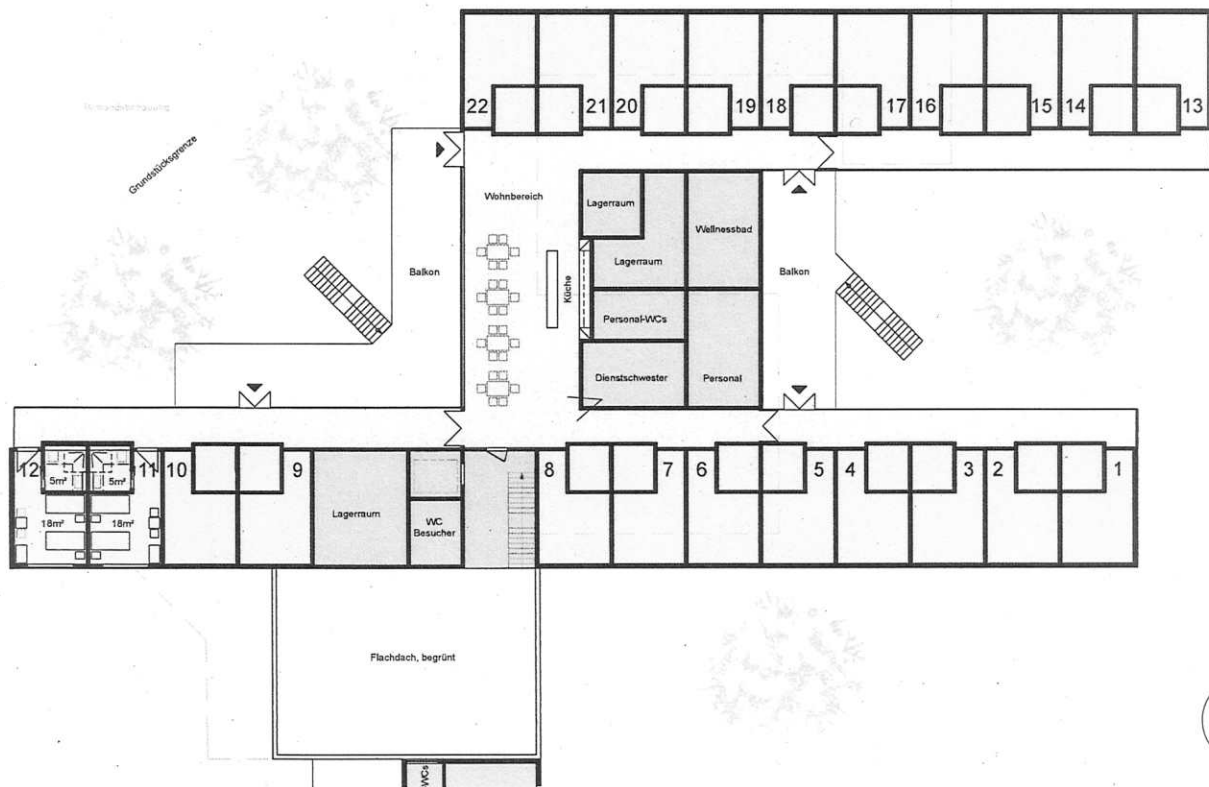 22 21 20 19 18 17 16 15 14 13
Grundstücksgrenze
Wohnbereich
Lagerraum
Wellnessbad
Lagerraum
Balkon
Küche
Balkon
Personal-WCs
Dienstschwester
Personal
12 11 10 9 8 7 6 5 4 3 2 1
5m² 5m²
18m² 18m²
Lagerraum
WC
Besucher
Flachdach, begrünt
WCs